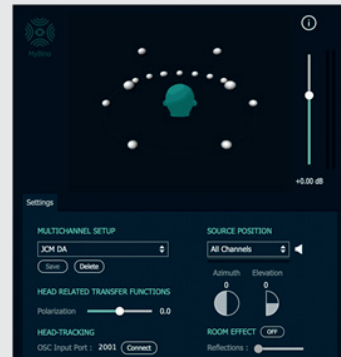 MyBino
+0.00 dB
Settings
MULTICHANNEL SETUP
JCM DA
Save Delete
HEAD RELATED TRANSFER FUNCTIONS
Polarization 0.0
HEAD-TRACKING
OSC Input Port : 2001 Connect
SOURCE POSITION
All Channels
Azimuth Elevation
0 0
ROOM EFFECT OFF
Reflections :